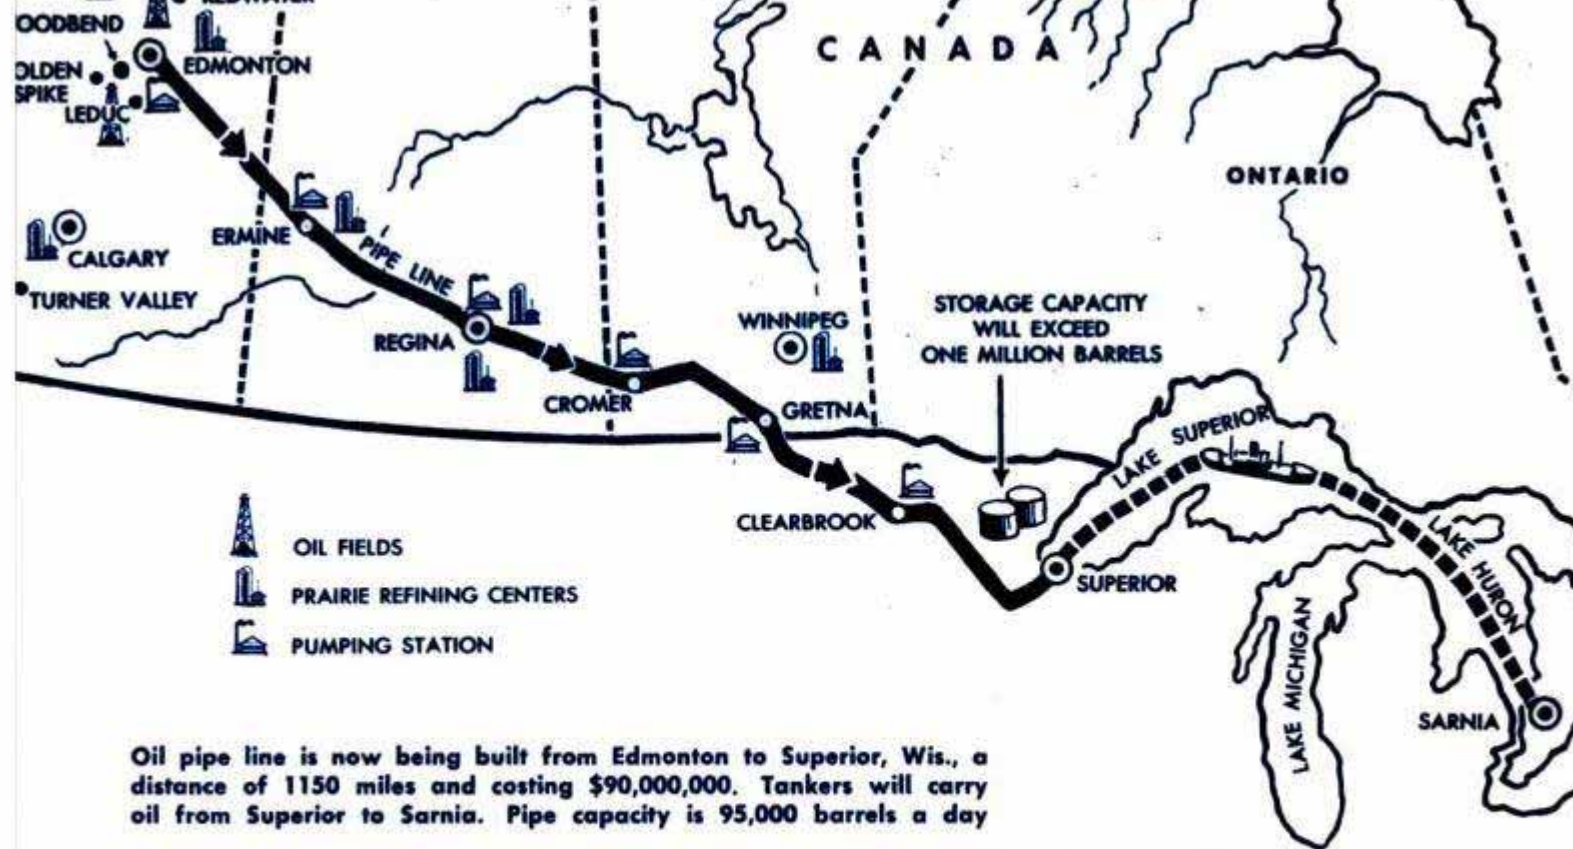 REDWATER
OODBEND
EDMONTON
OLDEN
SPIKE
LEDUC
CANADA
ONTARIO
ERMINE
PIPE LINE
CALGARY
TURNER VALLEY
REGINA
CROMER
WINNIPEG
GRETNA
STORAGE CAPACITY
WILL EXCEED
ONE MILLION BARRELS
LAKE SUPERIOR
CLEARBROOK
SUPERIOR
LAKE HURON
LAKE MICHIGAN
SARNIA
OIL FIELDS
PRAIRIE REFINING CENTERS
PUMPING STATION
Oil pipe line is now being built from Edmonton to Superior, Wis., a
distance of 1150 miles and costing $90,000,000. Tankers will carry
oil from Superior to Sarnia. Pipe capacity is 95,000 barrels a day